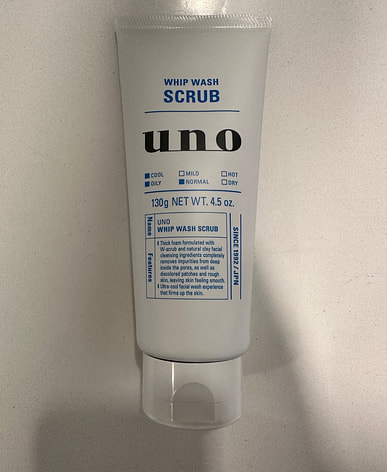 WHIP WASH
SCRUB
uno
COOL MILD HOT
OILY NORMAL DRY
130g NET WT. 4.5 oz.
Name
UNO
WHIP WASH SCRUB
Features
Thick foam formulated with
W-scrub and natural clay facial
cleansing ingredients completely
removes impurities from deep
inside the pores, as well as
discolored patches and rough
skin, leaving skin feeling smooth.
Ultra-cool facial wash experience
that firms up the skin.
SINCE 1992 / JPN